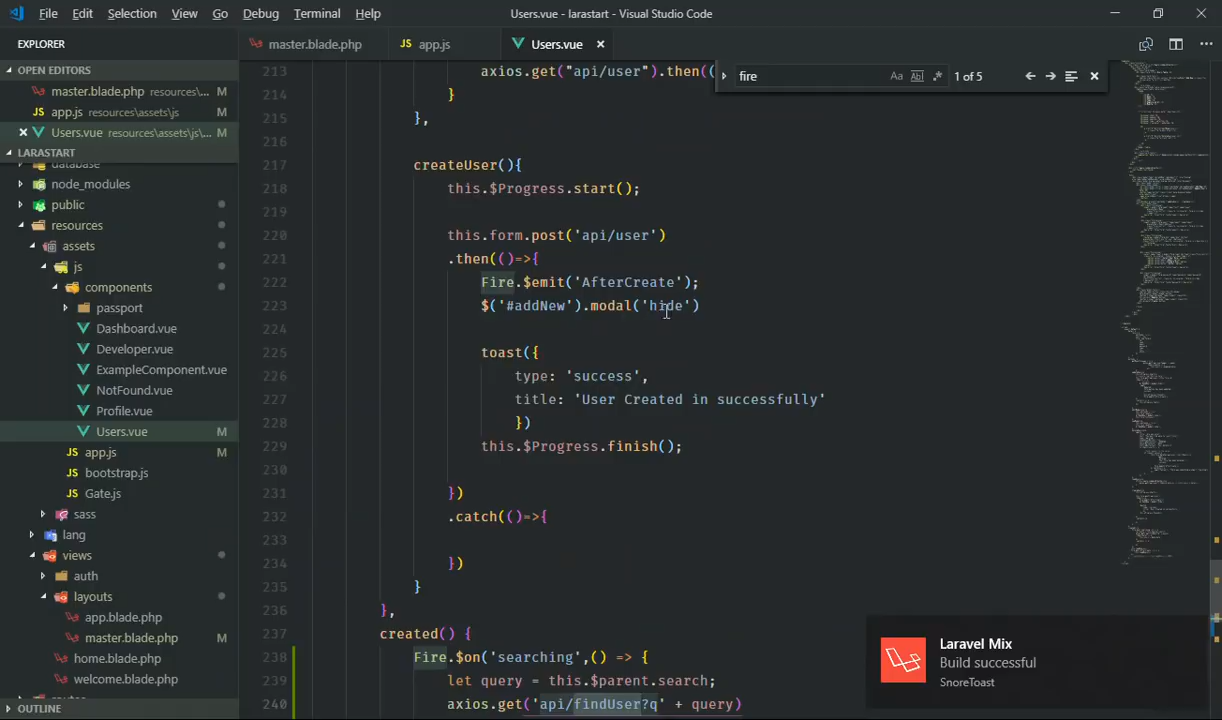 File Edit Selection View Go Debug Terminal Help Users.vue - larastart - Visual Studio Code
EXPLORER
OPEN EDITORS
master.blade.php resources\... M
app.js resources\assets\js M
Users.vue resources\assets\js\... M
LARASTART
database
node_modules
public
resources
assets
js
components
passport
Dashboard.vue
Developer.vue
ExampleComponent.vue
NotFound.vue
Profile.vue
Users.vue M
app.js M
bootstrap.js
Gate.js
sass
lang
views
auth
layouts
app.blade.php
master.blade.php M
home.blade.php
welcome.blade.php
OUTLINE
master.blade.php app.js Users.vue
fire Aa Ab| .* 1 of 5
213 axios.get("api/user").then((
214 }
215 },
216
217 createUser(){
218 this.$Progress.start();
219
220 this.form.post('api/user')
221 .then(()=>{
222 Fire.$emit('AfterCreate');
223 $('#addNew').modal('hide')
224
225 toast({
226 type: 'success',
227 title: 'User Created in successfully'
228 })
229 this.$Progress.finish();
230
231 })
232 .catch(()=>{
233
234 })
235 }
236 },
237 created() {
238 Fire.$on('searching',() => {
239 let query = this.$parent.search;
240 axios.get('api/findUser?q' + query)
Laravel Mix
Build successful
SnoreToast